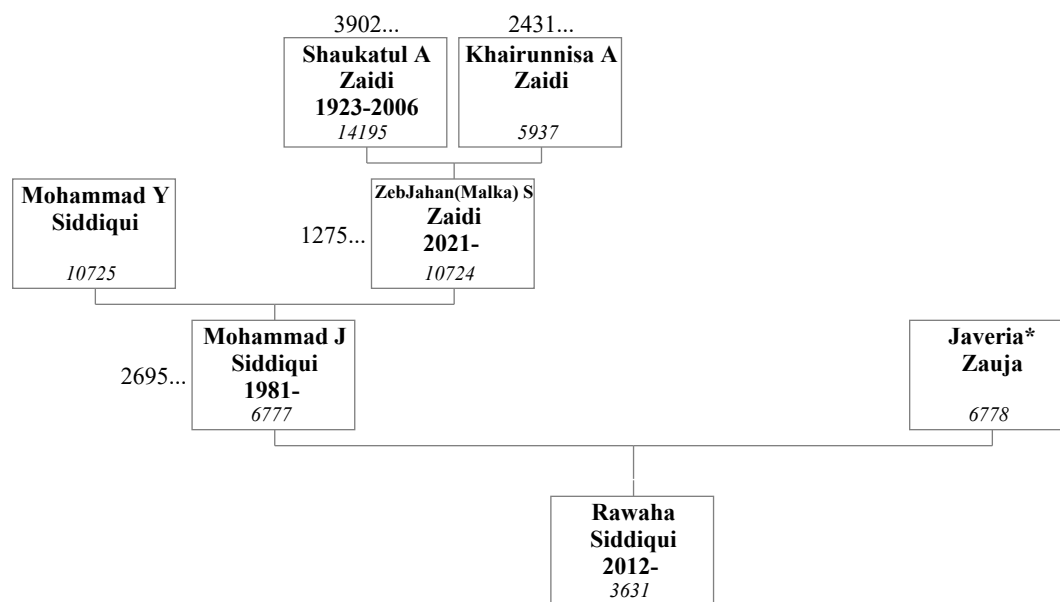 3902...
2431...
Shaukatul A
Zaidi
1923-2006
14195
Khairunnisa A
Zaidi
5937
Mohammad Y
Siddiqui
10725
1275...
ZebJahan(Malka) S
Zaidi
2021-
10724
2695...
Mohammad J
Siddiqui
1981-
6777
Javeria*
Zauja
6778
Rawaha
Siddiqui
2012-
3631